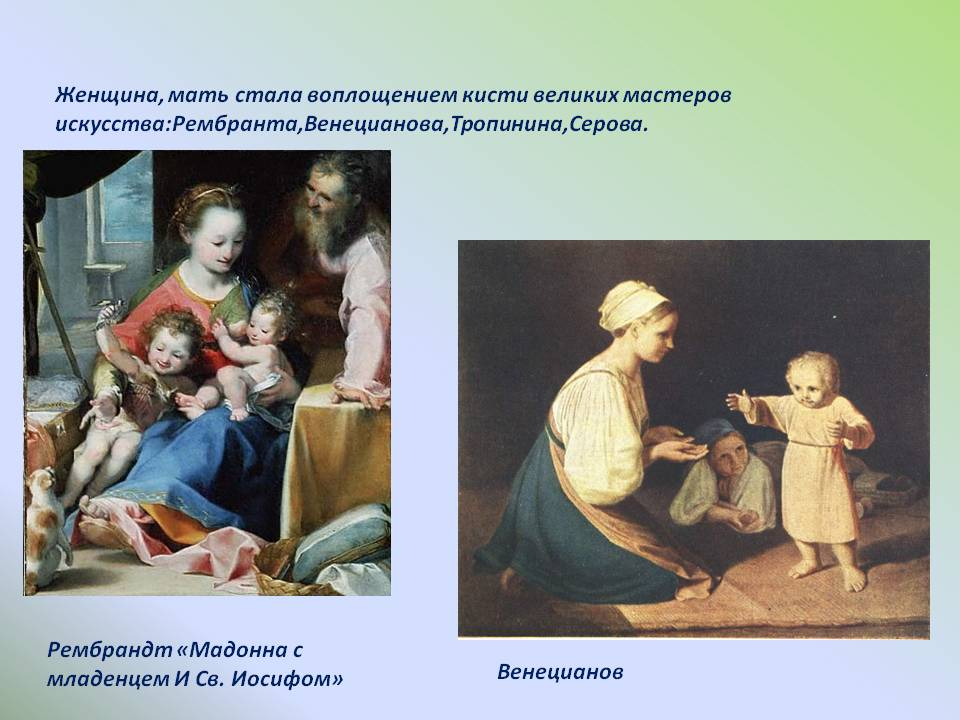 Женщина, мать стала воплощением кисти великих мастеров
искусства:Рембранта,Венецианова,Тропинина,Серова.
Рембрандт «Мадонна с
младенцем И Св. Иосифом»
Венецианов